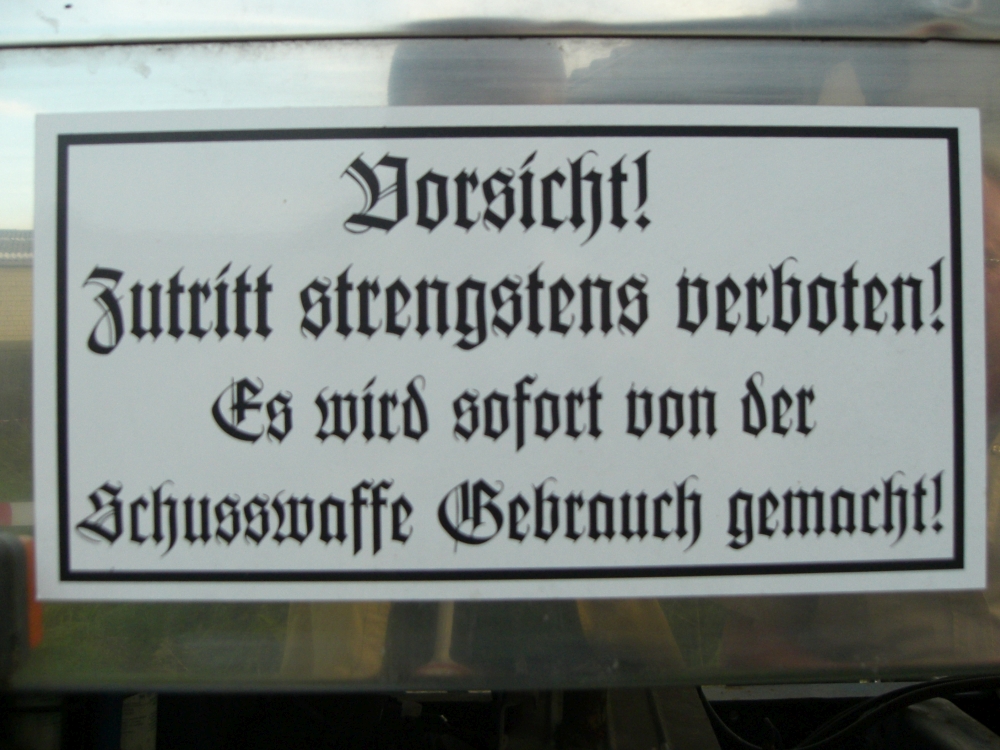 Vorsicht!
Zutritt strengstens verboten!
Es wird sofort von der
Schusswaffe Gebrauch gemacht!